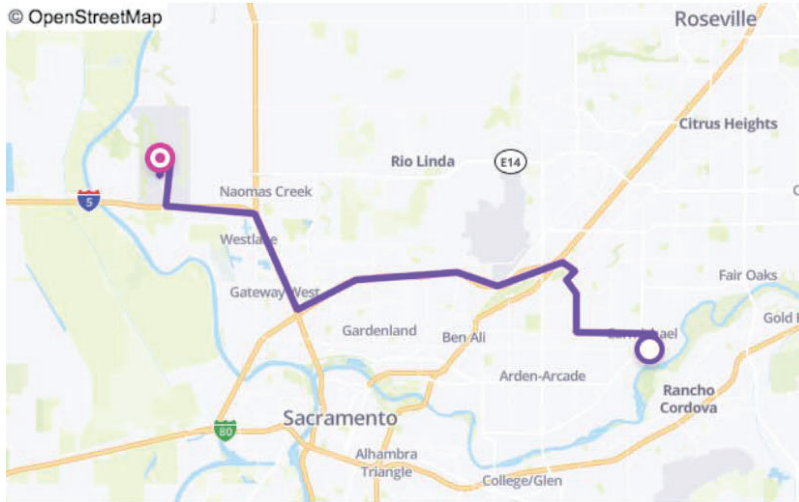 © OpenStreetMap
Roseville
Citrus Heights
Rio Linda
E14
Naomas Creek
5
Westlake
Fair Oaks
Gateway West
Gold
Gardenland
Ben Ali
Carmichael
Arden-Arcade
Rancho
Cordova
Sacramento
80
Alhambra
Triangle
College/Glen